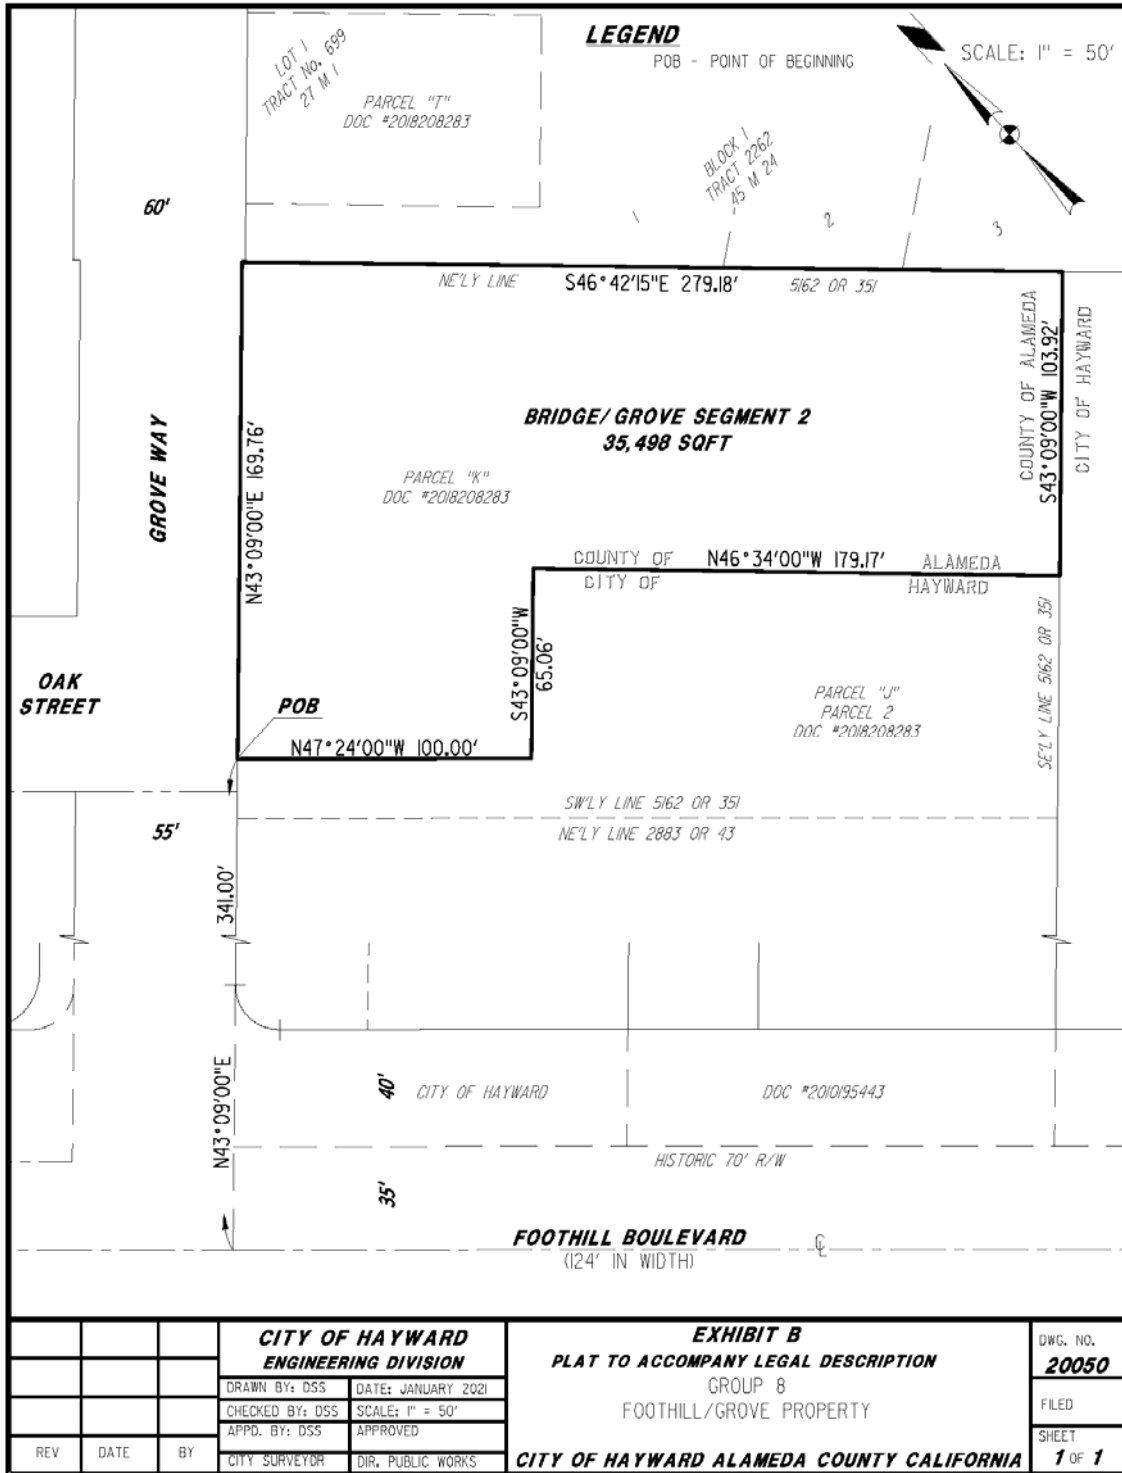 LEGEND
POB - POINT OF BEGINNING
SCALE: 1" = 50'
LOT 1
TRACT No. 699
27 M 1
PARCEL "T"
DOC #2018208283
BLOCK 1
TRACT 2262
45 M 24
60'
1
2
3
NE'LY LINE
S46°42'15"E 279.18'
5162 OR 351
COUNTY OF ALAMEDA
S43°09'00"W 103.92'
CITY OF HAYWARD
BRIDGE/GROVE SEGMENT 2
35,498 SQFT
GROVE WAY
N43°09'00"E 169.76'
PARCEL "K"
DOC #2018208283
COUNTY OF
N46°34'00"W 179.17'
ALAMEDA
CITY OF
HAYWARD
S43°09'00"W
65.06'
SE'LY LINE 5162 OR 351
OAK
STREET
POB
PARCEL "J"
PARCEL 2
DOC #2018208283
N47°24'00"W 100.00'
SW'LY LINE 5162 OR 351
NE'LY LINE 2883 OR 43
55'
341.00'
N43°09'00"E
40'
CITY OF HAYWARD
DOC #2010195443
HISTORIC 70' R/W
35'
FOOTHILL BOULEVARD
(124' IN WIDTH)
CL
CITY OF HAYWARD
ENGINEERING DIVISION
DRAWN BY: DSS
DATE: JANUARY 2021
CHECKED BY: DSS
SCALE: 1" = 50'
APPD. BY: DSS
APPROVED
REV
DATE
BY
CITY SURVEYOR
DIR. PUBLIC WORKS
EXHIBIT B
PLAT TO ACCOMPANY LEGAL DESCRIPTION
GROUP 8
FOOTHILL/GROVE PROPERTY
CITY OF HAYWARD ALAMEDA COUNTY CALIFORNIA
DWG. NO.
20050
FILED
SHEET
1 OF 1